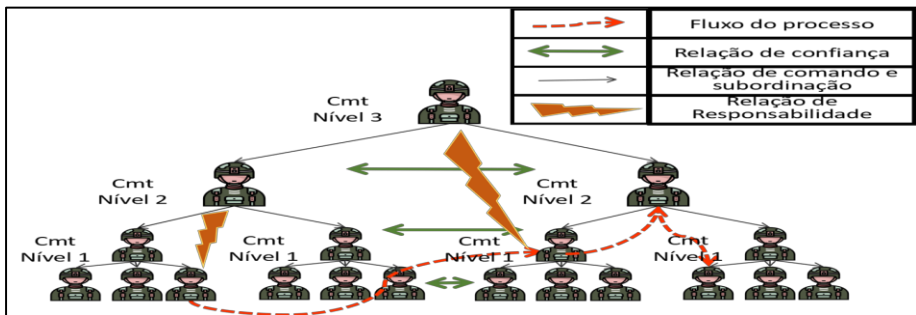 Fluxo do processo
Relação de confiança
Relação de comando e
subordinação
Relação de
Responsabilidade
Cmt
Nível 3
Cmt
Nível 2
Cmt
Nível 2
Cmt
Nível 1
Cmt
Nível 1
Cmt
Nível 1
Cmt
Nível 1